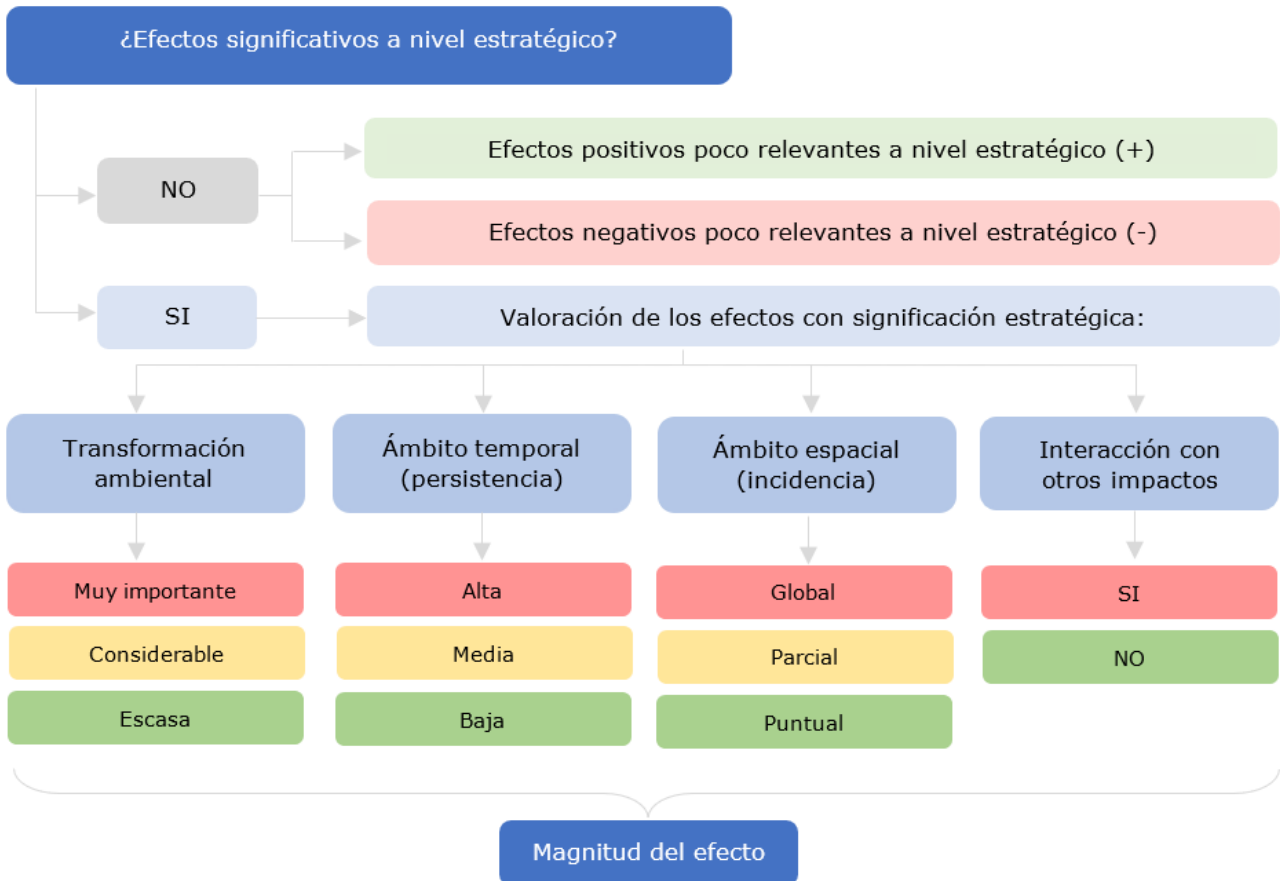 ¿Efectos significativos a nivel estratégico?
NO
Efectos positivos poco relevantes a nivel estratégico (+)
Efectos negativos poco relevantes a nivel estratégico (-)
SI
Valoración de los efectos con significación estratégica:
Transformación
ambiental
Ámbito temporal
(persistencia)
Ámbito espacial
(incidencia)
Interacción con
otros impactos
Muy importante
Alta
Global
SI
Considerable
Media
Parcial
NO
Escasa
Baja
Puntual
Magnitud del efecto